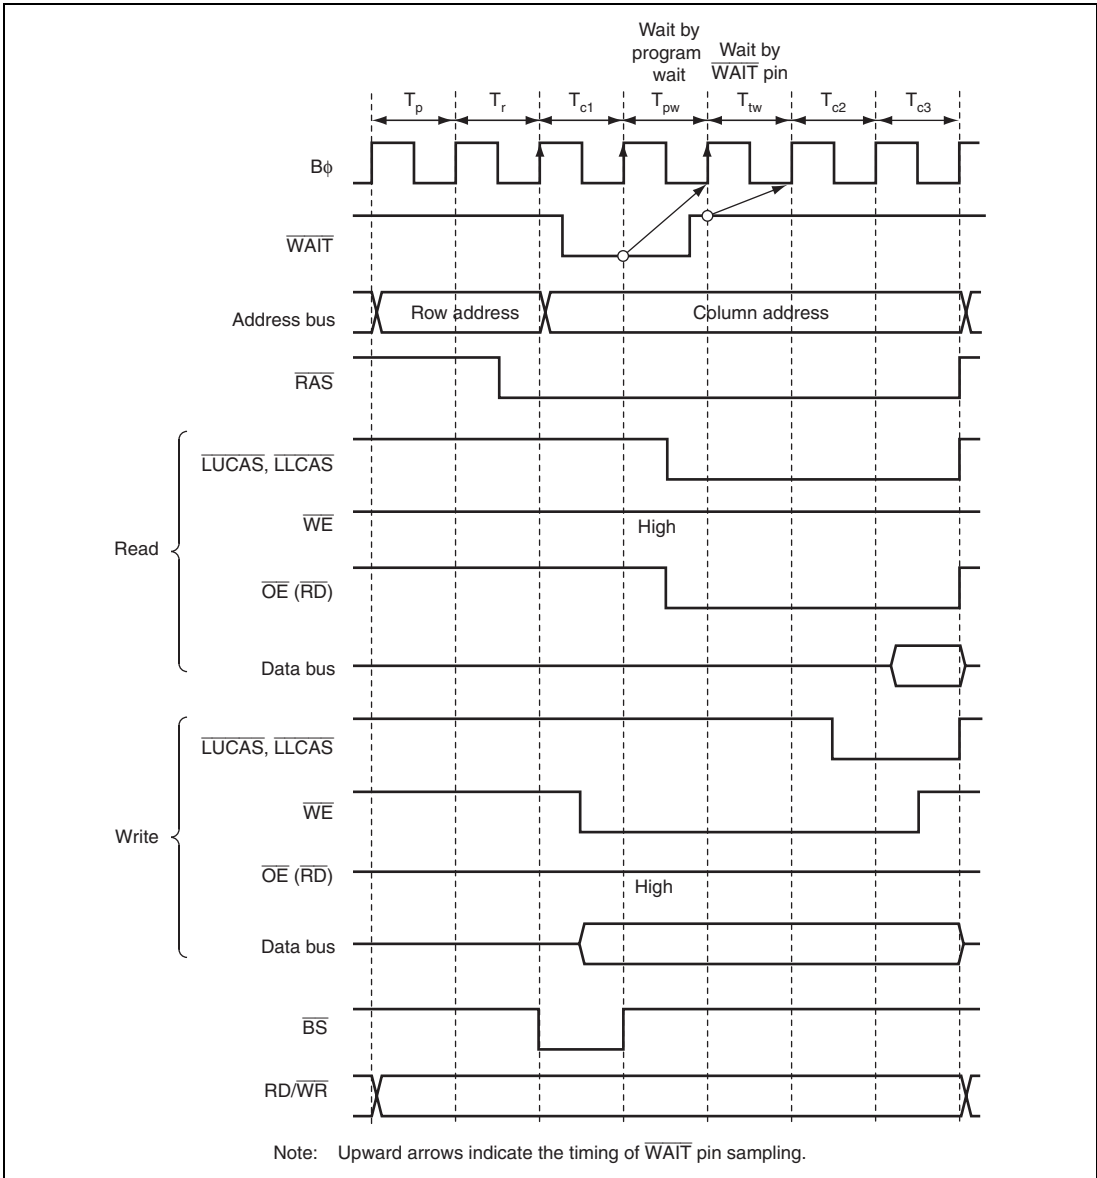 Wait by
program
wait
Wait by
WAIT pin
Tp Tr Tc1 Tpw Ttw Tc2 Tc3
Bϕ
WAIT
Address bus
Row address
Column address
RAS
Read
LUCAS, LLCAS
WE
High
OE (RD)
Data bus
Write
LUCAS, LLCAS
WE
OE (RD)
High
Data bus
BS
RD/WR
Note: Upward arrows indicate the timing of WAIT pin sampling.